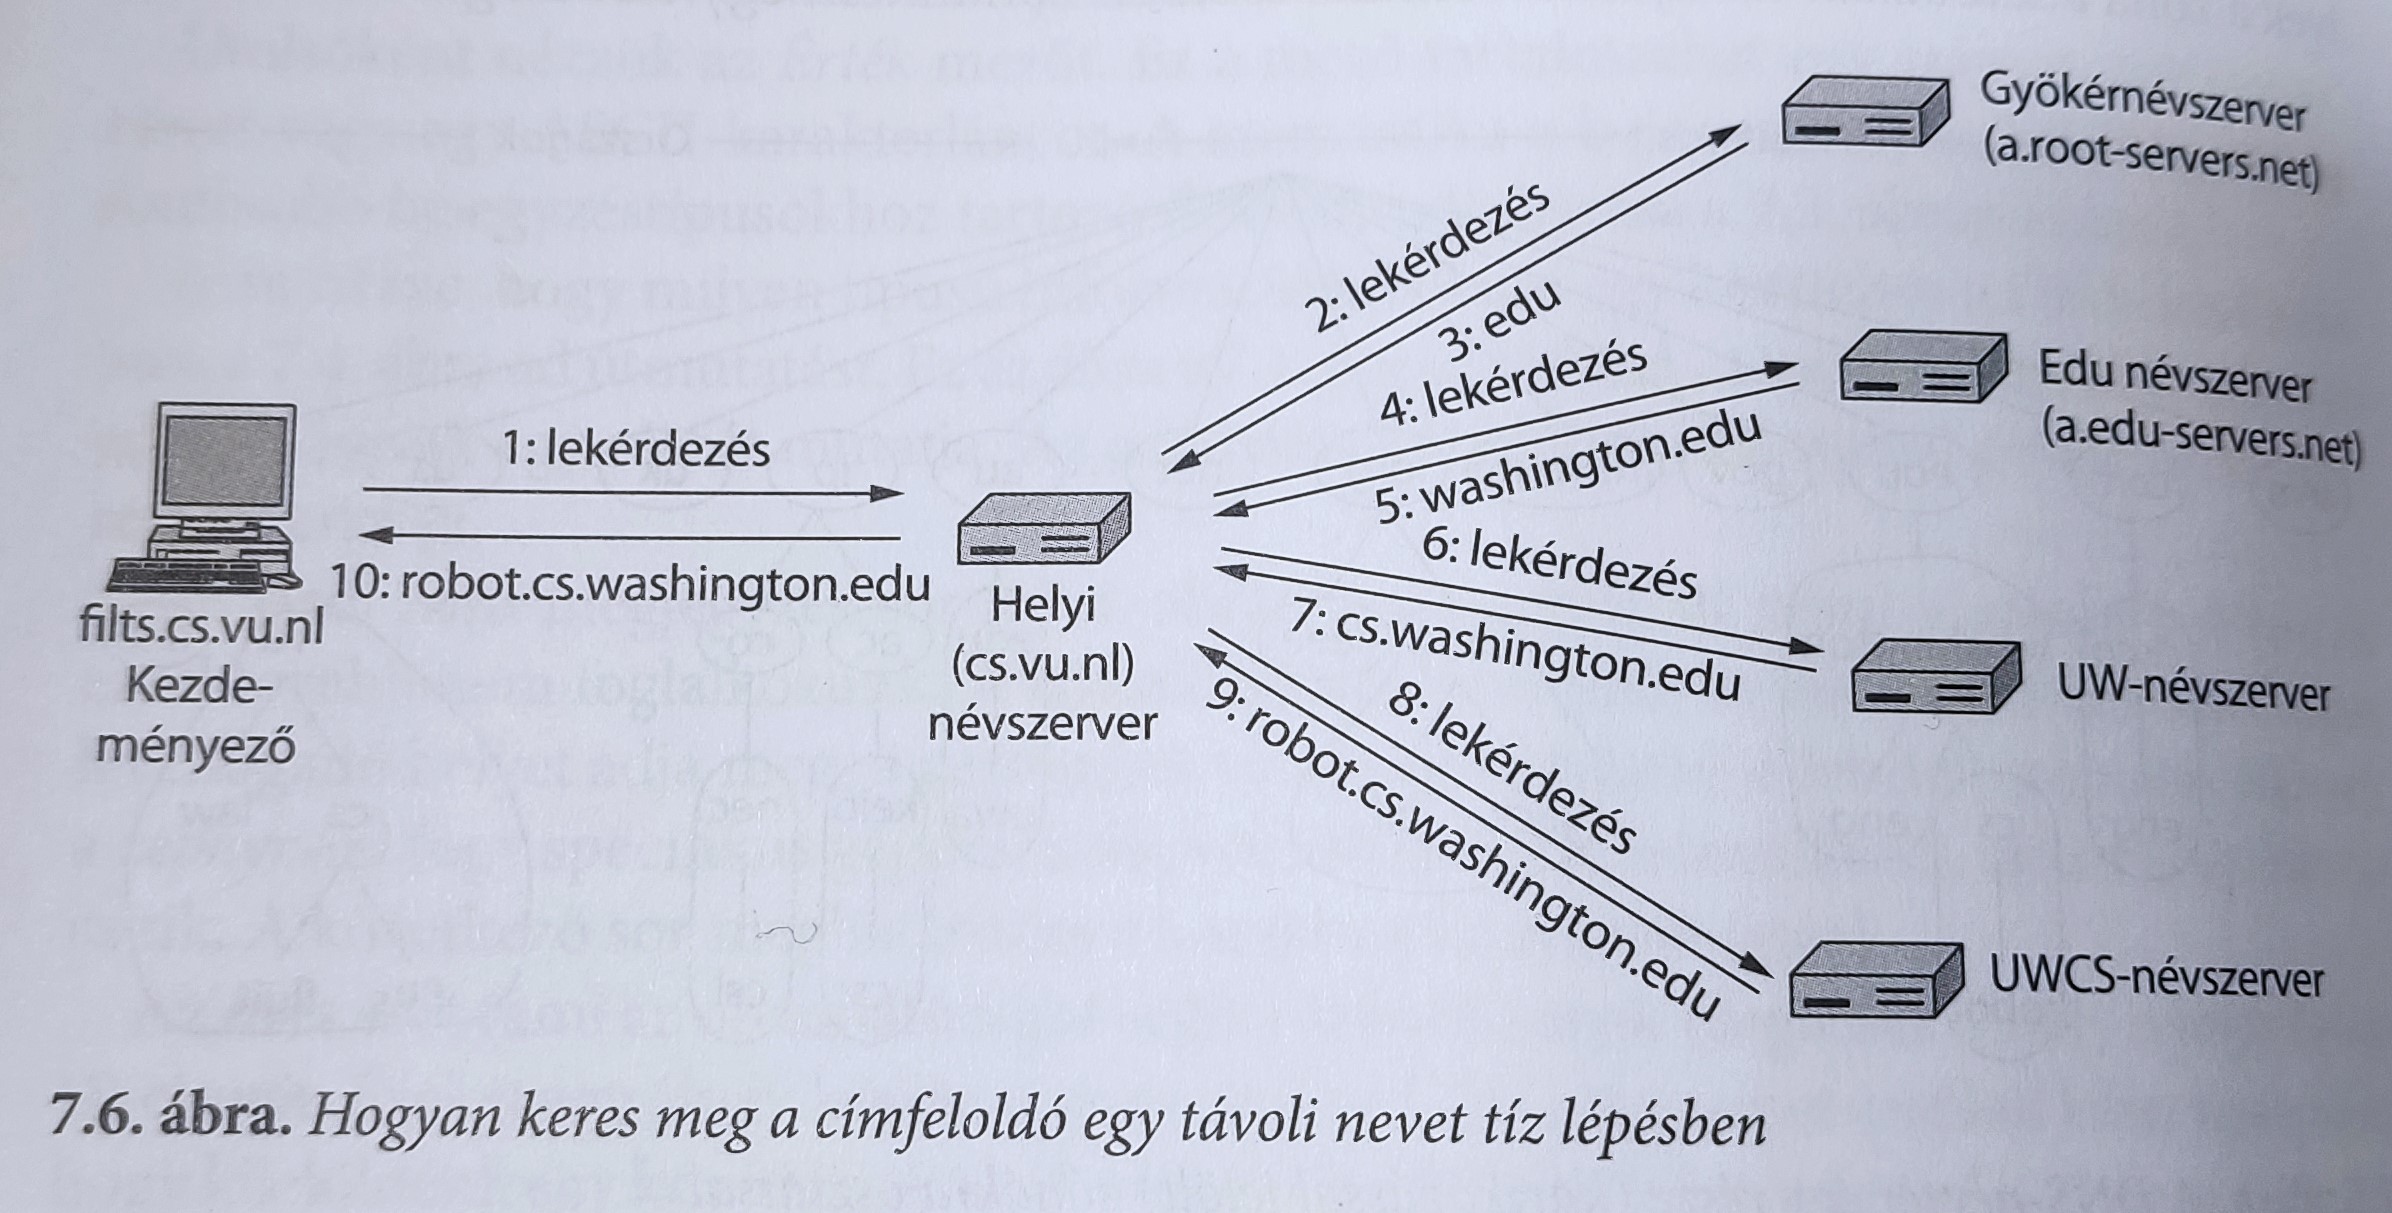 Gyökérnévszerver
(a.root-servers.net)
2: lekérdezés
3: edu
4: lekérdezés
Edu névszerver
(a.edu-servers.net)
5: washington.edu
1: lekérdezés
10: robot.cs.washington.edu
filts.cs.vu.nl
Kezde-
ményező
Helyi
(cs.vu.nl)
névszerver
6: lekérdezés
7: cs.washington.edu
UW-névszerver
8: lekérdezés
9: robot.cs.washington.edu
UWCS-névszerver
7.6. ábra. Hogyan keres meg a címfeloldó egy távoli nevet tíz lépésben